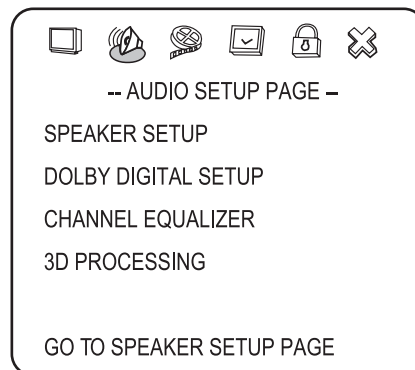 -- AUDIO SETUP PAGE –
SPEAKER SETUP
DOLBY DIGITAL SETUP
CHANNEL EQUALIZER
3D PROCESSING
GO TO SPEAKER SETUP PAGE